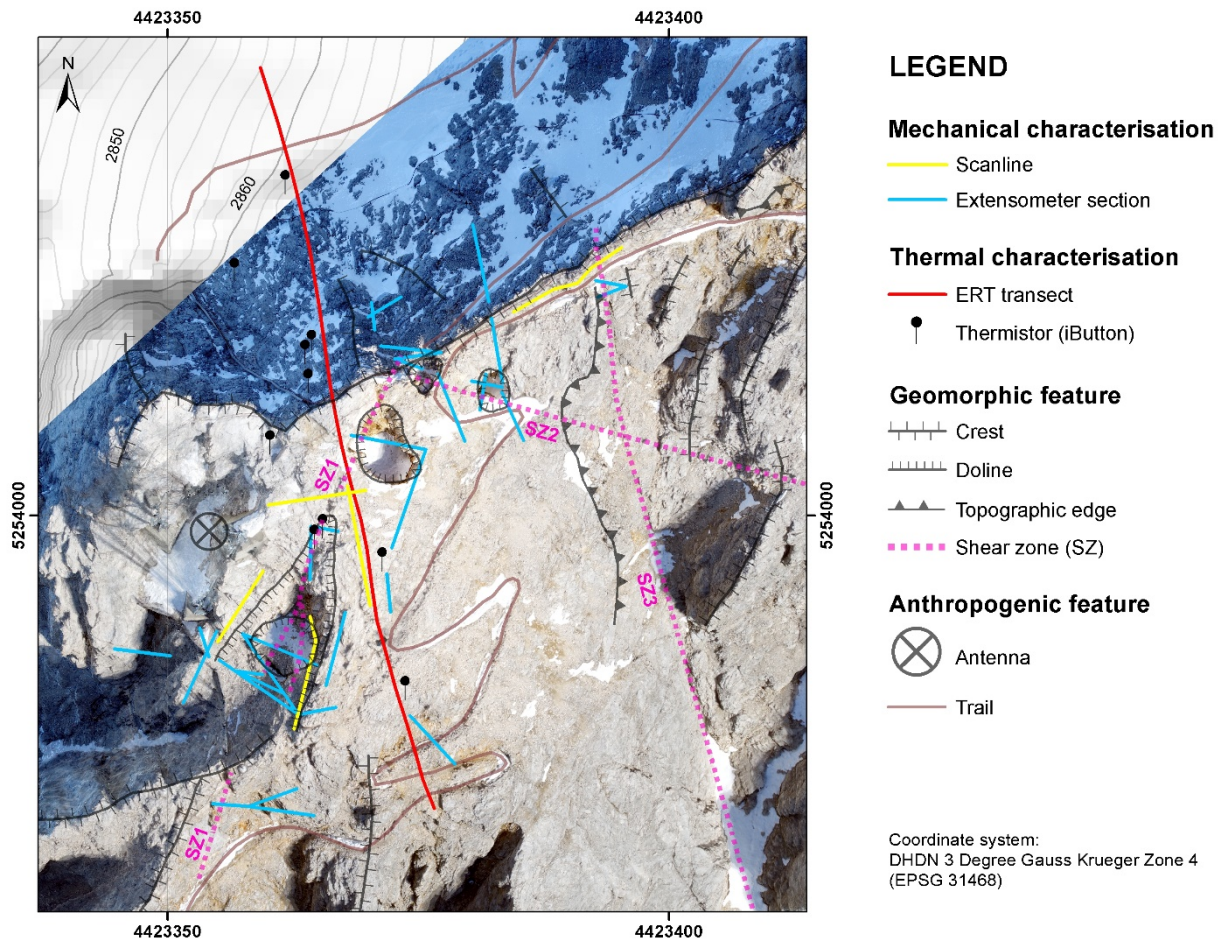 4423350
4423400
N
2850
2860
SZ1
SZ2
5254000
5254000
SZ3
SZ1
4423350
4423400
LEGEND
Mechanical characterisation
Scanline
Extensometer section
Thermal characterisation
ERT transect
Thermistor (iButton)
Geomorphic feature
Crest
Doline
Topographic edge
Shear zone (SZ)
Anthropogenic feature
Antenna
Trail
Coordinate system:
DHDN 3 Degree Gauss Krueger Zone 4
(EPSG 31468)